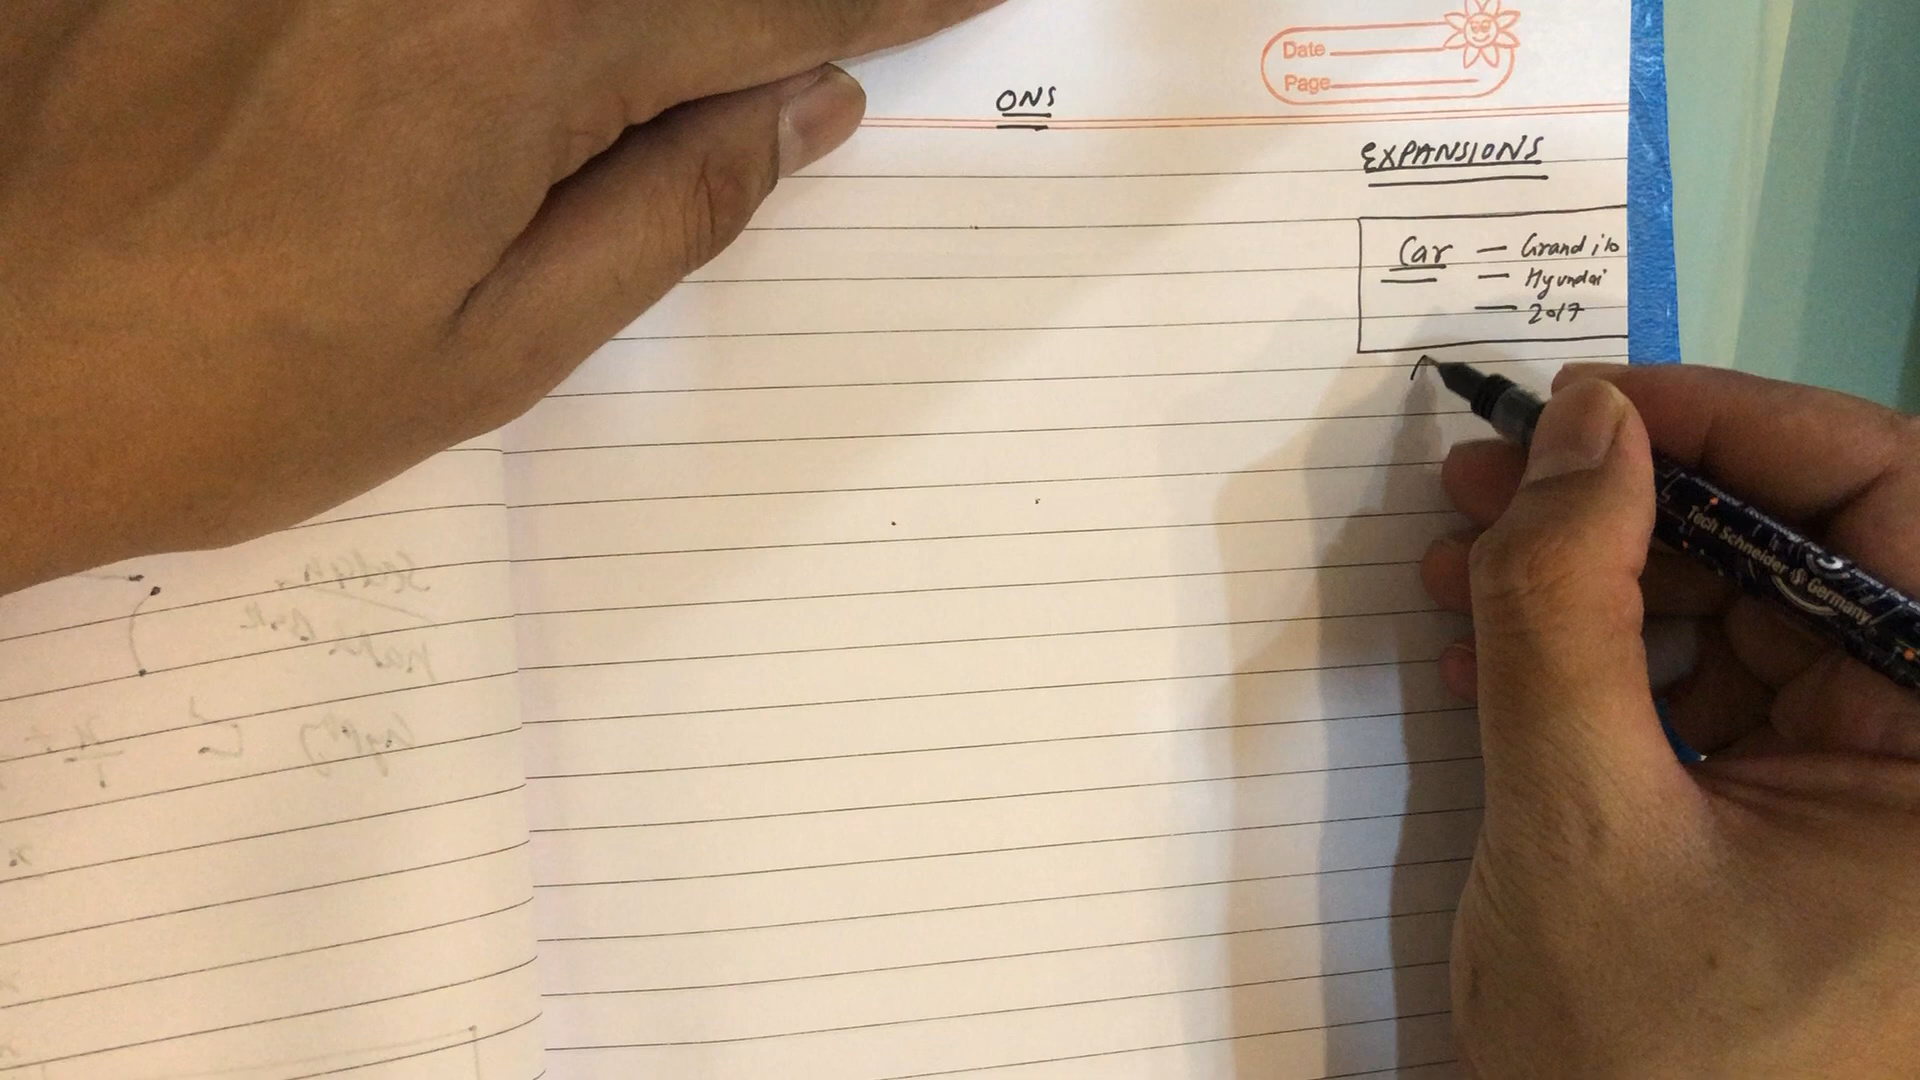 Date
Page
ONS
EXPANSIONS
Car — Grand i10
— Hyundai
— 2017
Tech Schneider Germany